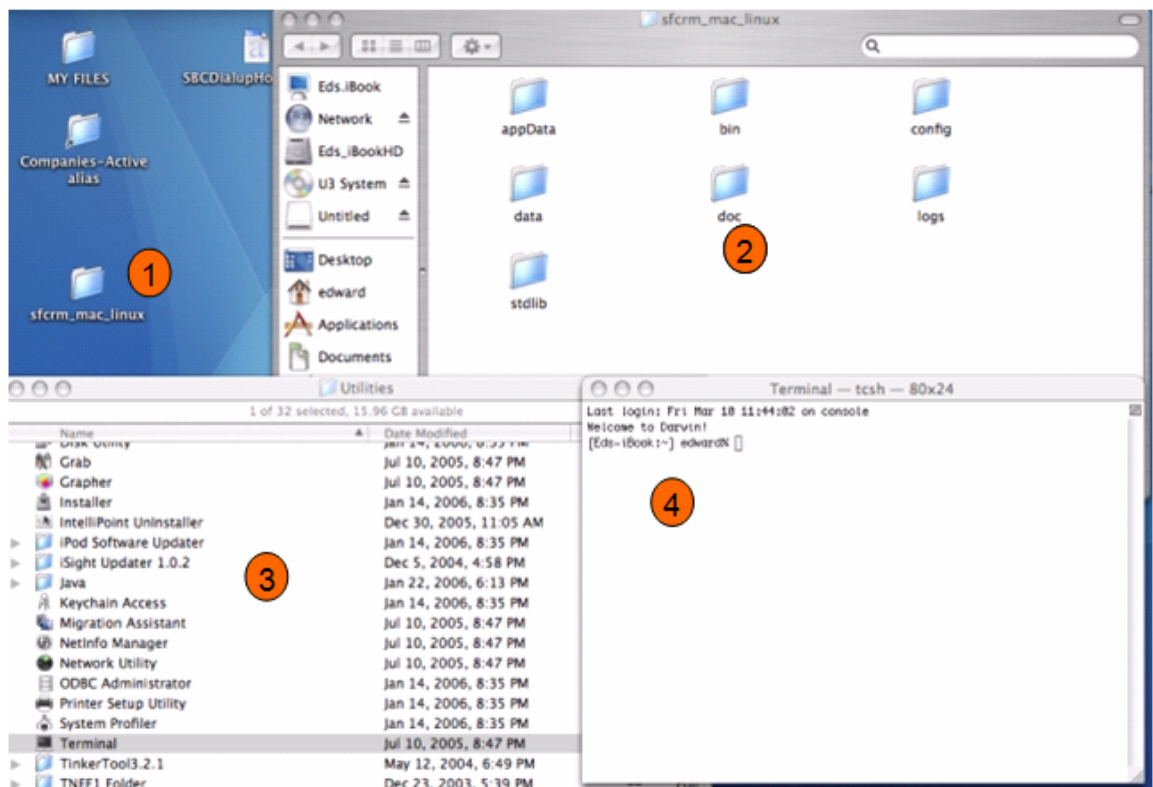 MY FILES
SBCDialupHo
Companies-Active
alias
1
sfcrm_mac_linux
sfcrm_mac_linux
Eds.iBook
Network
Eds_iBookHD
U3 System
Untitled
Desktop
edward
Applications
Documents
appData
bin
config
data
doc
logs
2
stdlib
Utilities
1 of 32 selected, 15.96 GB available
Name Date Modified
Disk Utility
Grab Jul 10, 2005, 8:47 PM
Grapher Jul 10, 2005, 8:47 PM
Installer Jan 14, 2006, 8:35 PM
IntelliPoint Uninstaller Dec 30, 2005, 11:05 AM
iPod Software Updater Jan 14, 2006, 8:35 PM
iSight Updater 1.0.2 Dec 5, 2004, 4:58 PM
3
Java Jan 22, 2006, 6:13 PM
Keychain Access Jan 14, 2006, 8:35 PM
Migration Assistant Jul 10, 2005, 8:47 PM
NetInfo Manager Jul 10, 2005, 8:47 PM
Network Utility Jul 10, 2005, 8:47 PM
ODBC Administrator Jan 14, 2006, 8:35 PM
Printer Setup Utility Jan 14, 2006, 8:35 PM
System Profiler Jan 14, 2006, 8:35 PM
Terminal Jul 10, 2005, 8:47 PM
TinkerTool3.2.1 May 12, 2004, 6:49 PM
TNEF1 Folder Dec 23, 2003, 5:39 PM
Terminal — tcsh — 80x24
Last login: Fri Mar 10 11:44:02 on console
Welcome to Darwin!
[Eds-iBook:~] edward%
4